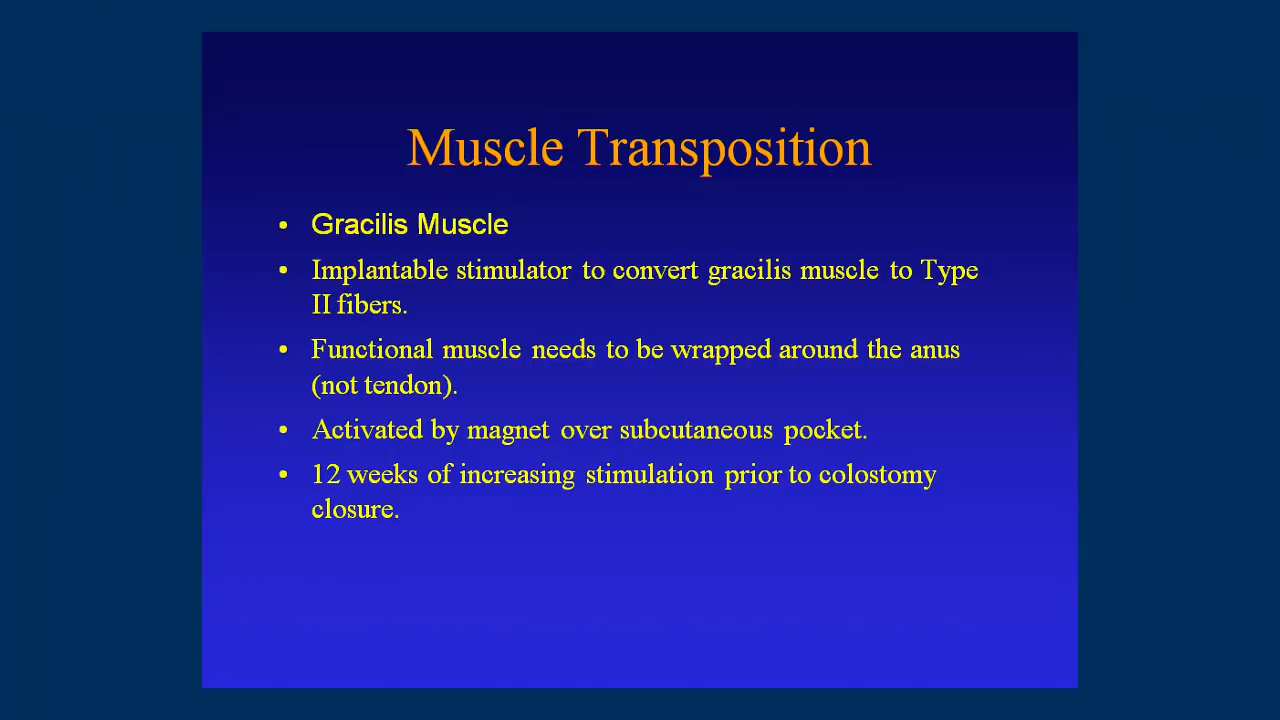 Muscle Transposition
• Gracilis Muscle
• Implantable stimulator to convert gracilis muscle to Type
II fibers.
• Functional muscle needs to be wrapped around the anus
(not tendon).
• Activated by magnet over subcutaneous pocket.
• 12 weeks of increasing stimulation prior to colostomy
closure.